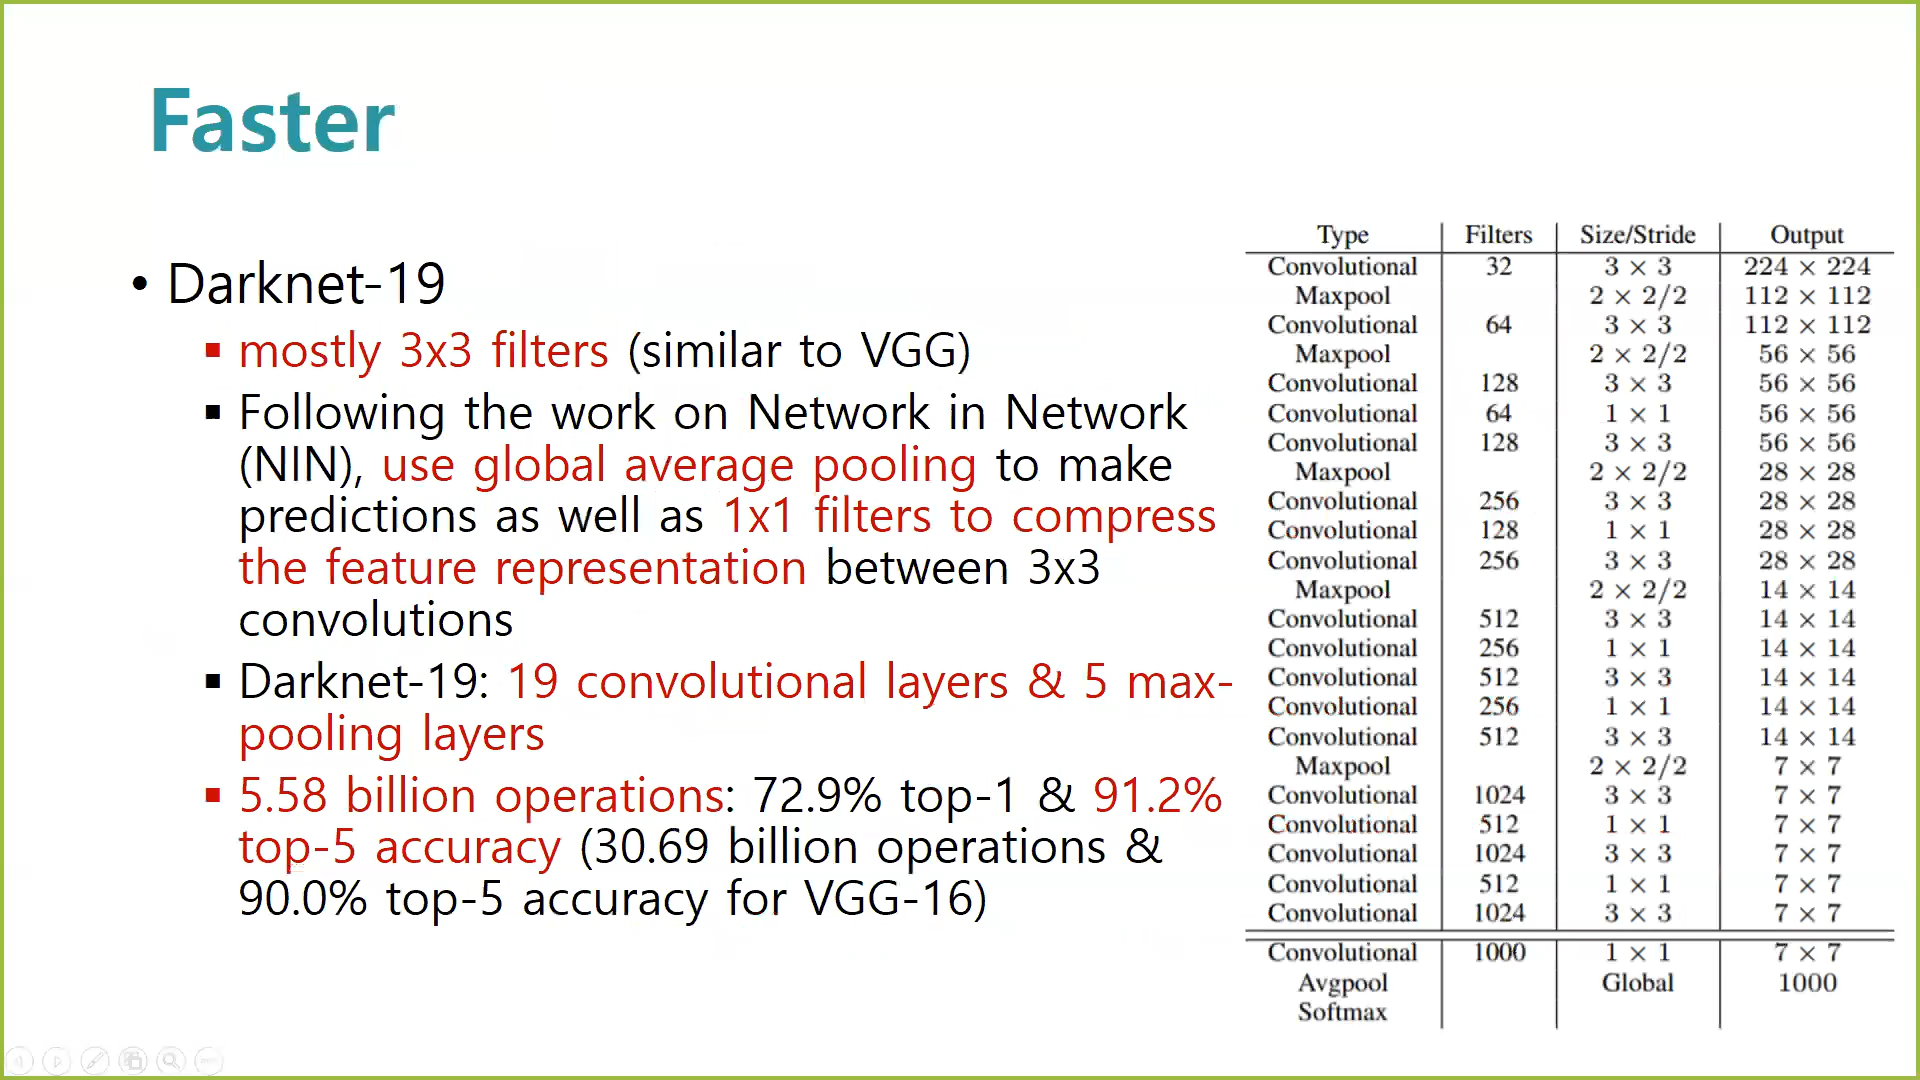 Faster
• Darknet-19
▪ mostly 3x3 filters (similar to VGG)
▪ Following the work on Network in Network
(NIN), use global average pooling to make
predictions as well as 1x1 filters to compress
the feature representation between 3x3
convolutions
▪ Darknet-19: 19 convolutional layers & 5 max-
pooling layers
▪ 5.58 billion operations: 72.9% top-1 & 91.2%
top-5 accuracy (30.69 billion operations &
90.0% top-5 accuracy for VGG-16)
Type Filters Size/Stride Output
Convolutional 32 3 × 3 224 × 224
Maxpool 2 × 2/2 112 × 112
Convolutional 64 3 × 3 112 × 112
Maxpool 2 × 2/2 56 × 56
Convolutional 128 3 × 3 56 × 56
Convolutional 64 1 × 1 56 × 56
Convolutional 128 3 × 3 56 × 56
Maxpool 2 × 2/2 28 × 28
Convolutional 256 3 × 3 28 × 28
Convolutional 128 1 × 1 28 × 28
Convolutional 256 3 × 3 28 × 28
Maxpool 2 × 2/2 14 × 14
Convolutional 512 3 × 3 14 × 14
Convolutional 256 1 × 1 14 × 14
Convolutional 512 3 × 3 14 × 14
Convolutional 256 1 × 1 14 × 14
Convolutional 512 3 × 3 14 × 14
Maxpool 2 × 2/2 7 × 7
Convolutional 1024 3 × 3 7 × 7
Convolutional 512 1 × 1 7 × 7
Convolutional 1024 3 × 3 7 × 7
Convolutional 512 1 × 1 7 × 7
Convolutional 1024 3 × 3 7 × 7
Convolutional 1000 1 × 1 7 × 7
Avgpool Global 1000
Softmax